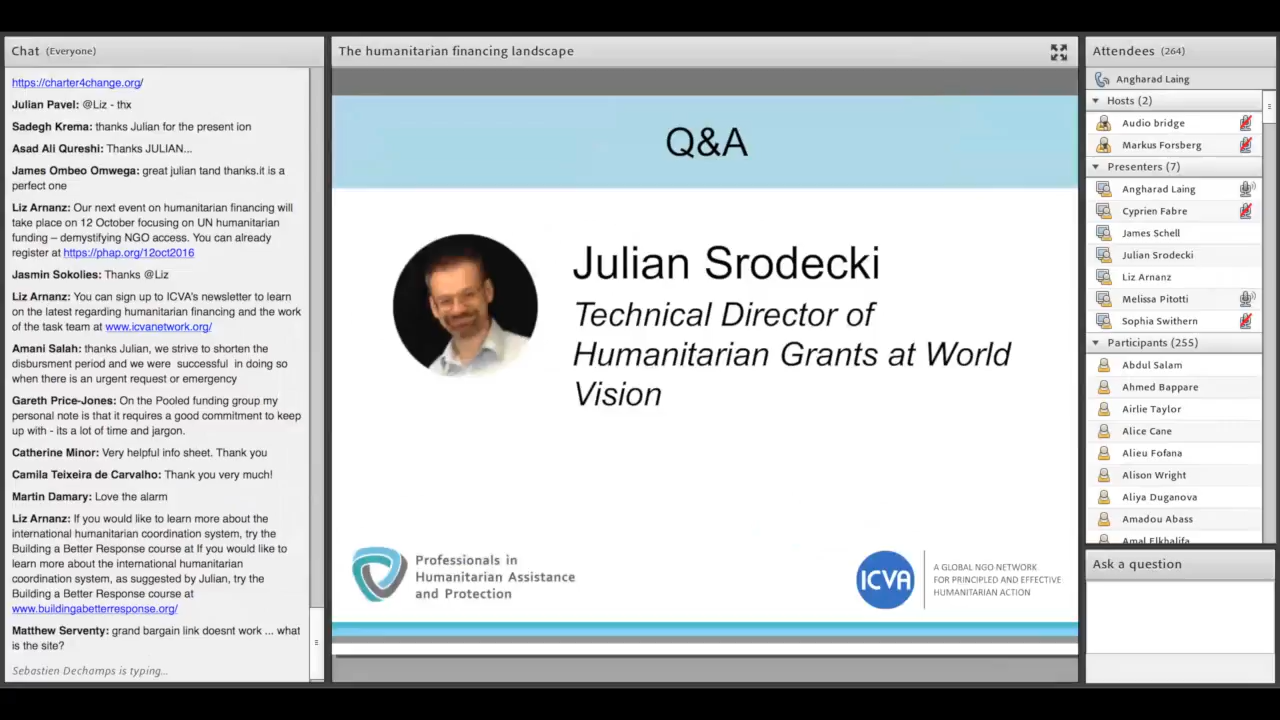 Chat (Everyone)
https://charter4change.org/
Julian Pavel: @Liz - thx
Sadegh Krema: thanks Julian for the present ion
Asad Ali Qureshi: Thanks JULIAN...
James Ombeo Omwega: great julian tand thanks.it is a
perfect one
Liz Arnanz: Our next event on humanitarian financing will
take place on 12 October focusing on UN humanitarian
funding – demystifying NGO access. You can already
register at https://phap.org/12oct2016
Jasmin Sokolies: Thanks @Liz
Liz Arnanz: You can sign up to ICVA's newsletter to learn
on the latest regarding humanitarian financing and the work
of the task team at www.icvanetwork.org/
Amani Salah: thanks Julian, we strive to shorten the
disbursment period and we were successful in doing so
when there is an urgent request or emergency
Gareth Price-Jones: On the Pooled funding group my
personal note is that it requires a good commitment to keep
up with - its a lot of time and jargon.
Catherine Minor: Very helpful info sheet. Thank you
Camila Teixeira de Carvalho: Thank you very much!
Martin Damary: Love the alarm
Liz Arnanz: If you would like to learn more about the
international humanitarian coordination system, try the
Building a Better Response course at If you would like to
learn more about the international humanitarian
coordination system, as suggested by Julian, try the
Building a Better Response course at
www.buildingabetterresponse.org/
Matthew Serventy: grand bargain link doesnt work ... what
is the site?
Sebastien Dechamps is typing...
The humanitarian financing landscape
Q&A
Julian Srodecki
Technical Director of
Humanitarian Grants at World
Vision
Professionals in
Humanitarian Assistance
and Protection
ICVA
A GLOBAL NGO NETWORK
FOR PRINCIPLED AND EFFECTIVE
HUMANITARIAN ACTION
Attendees (264)
Angharad Laing
Hosts (2)
Audio bridge
Markus Forsberg
Presenters (7)
Angharad Laing
Cyprien Fabre
James Schell
Julian Srodecki
Liz Arnanz
Melissa Pitotti
Sophia Swithern
Participants (255)
Abdul Salam
Ahmed Bappare
Airlie Taylor
Alice Cane
Alieu Fofana
Alison Wright
Aliya Duganova
Amadou Abass
Amal Elkhalifa
Ask a question